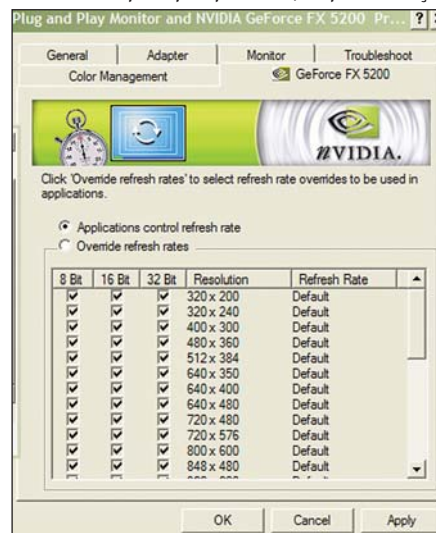 Plug and Play Monitor and NVIDIA GeForce FX 5200 Pr... ?
General Adapter Monitor Troubleshoot
Color Management GeForce FX 5200
nVIDIA.
Click 'Override refresh rates' to select refresh rate overrides to be used in
applications.
Applications control refresh rate
Override refresh rates
8 Bit 16 Bit 32 Bit Resolution Refresh Rate
320 x 200 Default
320 x 240 Default
400 x 300 Default
480 x 360 Default
512 x 384 Default
640 x 350 Default
640 x 400 Default
640 x 480 Default
720 x 480 Default
720 x 576 Default
800 x 600 Default
848 x 480 Default
OK Cancel Apply